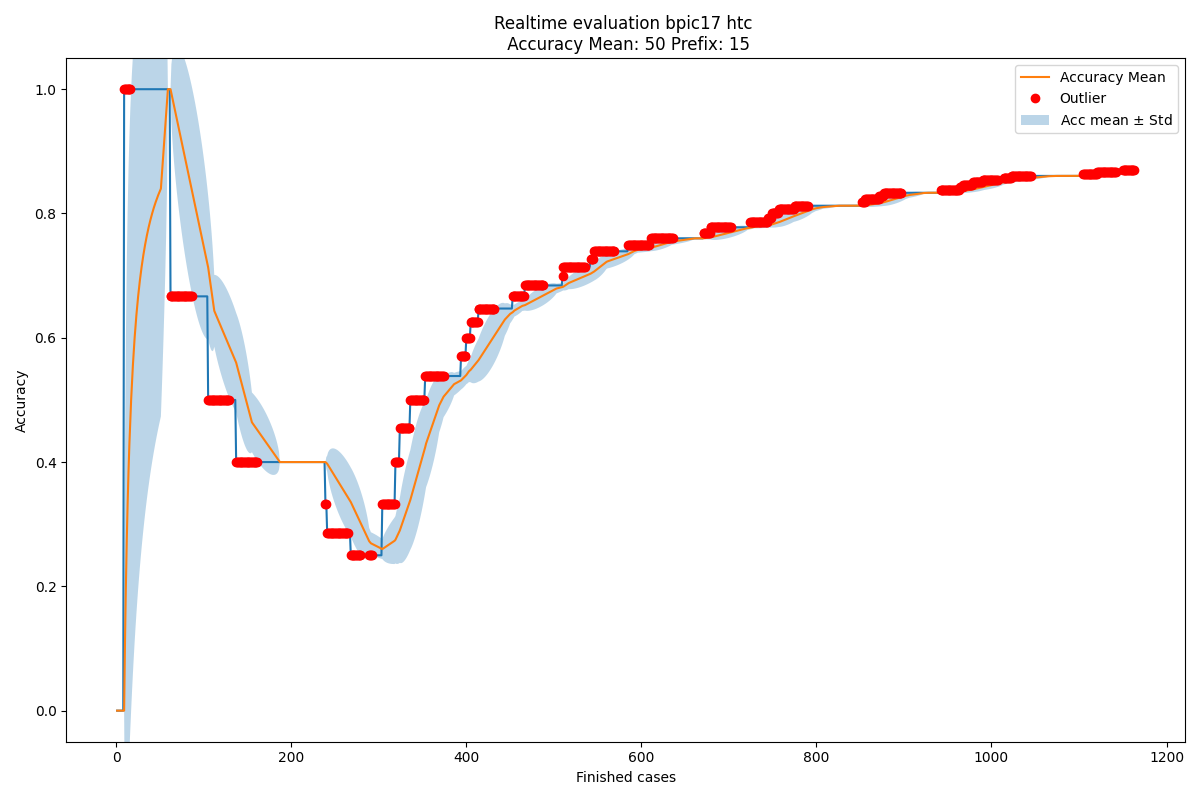 Realtime evaluation bpic17 htc
Accuracy Mean: 50 Prefix: 15
Accuracy Mean
Outlier
Acc mean ± Std
Accuracy
1.0
0.8
0.6
0.4
0.2
0.0
0
200
400
600
800
1000
1200
Finished cases